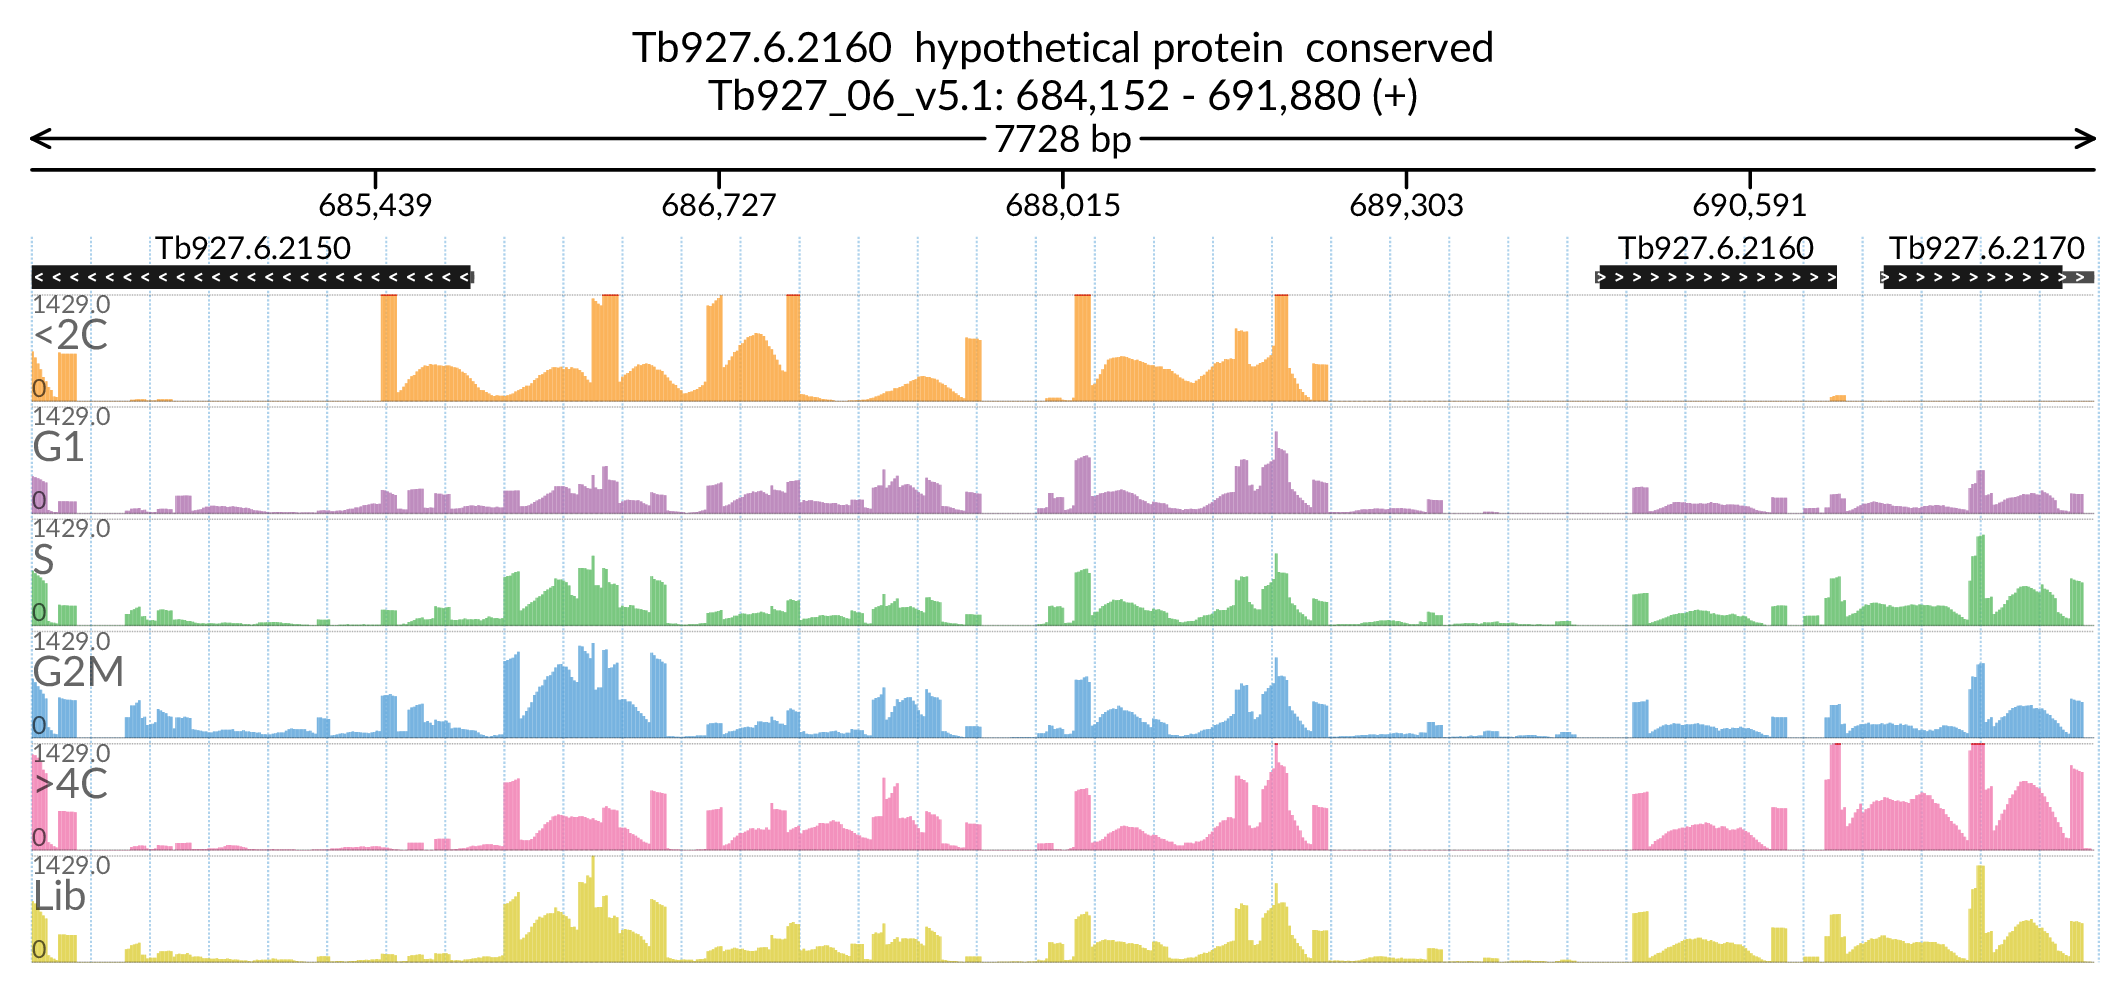 Tb927.6.2160 hypothetical protein conserved
Tb927_06_v5.1: 684,152 - 691,880 (+)
7728 bp
685,439 686,727 688,015 689,303 690,591
Tb927.6.2150 Tb927.6.2160 Tb927.6.2170
1429.0
<2C
0
1429.0
G1
0
1429.0
S
0
1429.0
G2M
0
1429.0
>4C
0
1429.0
Lib
0